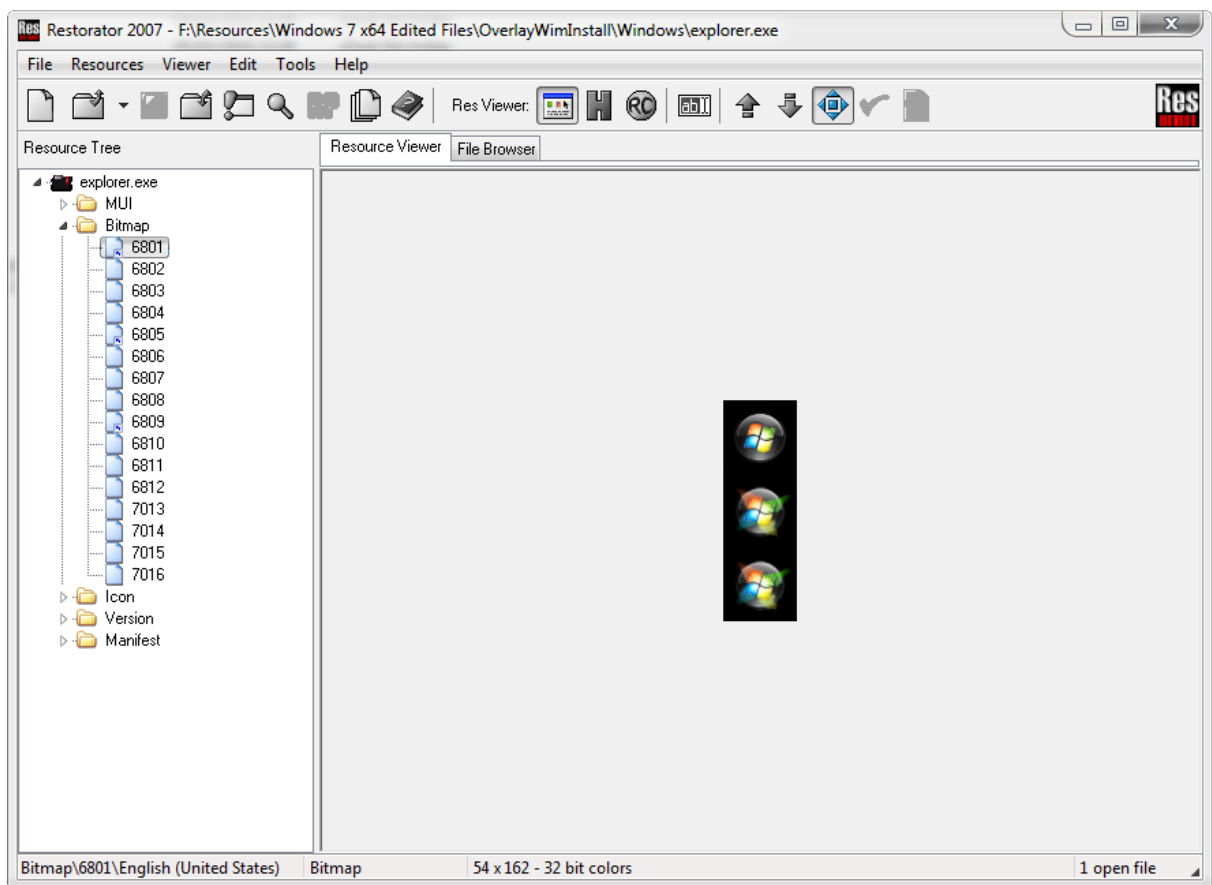 Res Restorator 2007 - F:\Resources\Windows 7 x64 Edited Files\OverlayWimInstall\Windows\explorer.exe
File Resources Viewer Edit Tools Help
Res Viewer: H RC abI Res
Resource Tree
Resource Viewer File Browser
explorer.exe
MUI
Bitmap
6801
6802
6803
6804
6805
6806
6807
6808
6809
6810
6811
6812
7013
7014
7015
7016
Icon
Version
Manifest
Bitmap\6801\English (United States) Bitmap 54 x 162 - 32 bit colors 1 open file